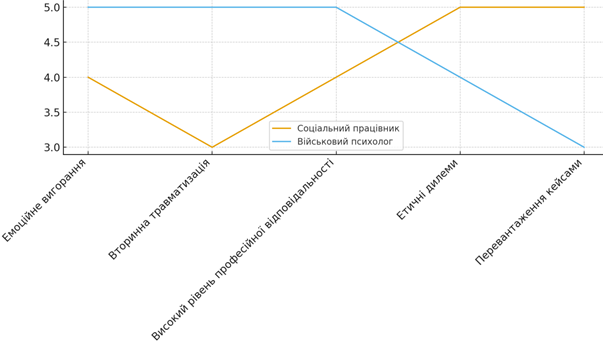 5.0
4.5
4.0
3.5
3.0
Соціальний працівник
Військовий психолог
Емоційне вигорання
Вторинна травматизація
Високий рівень професійної відповідальності
Етичні дилеми
Перевантаження кейсами